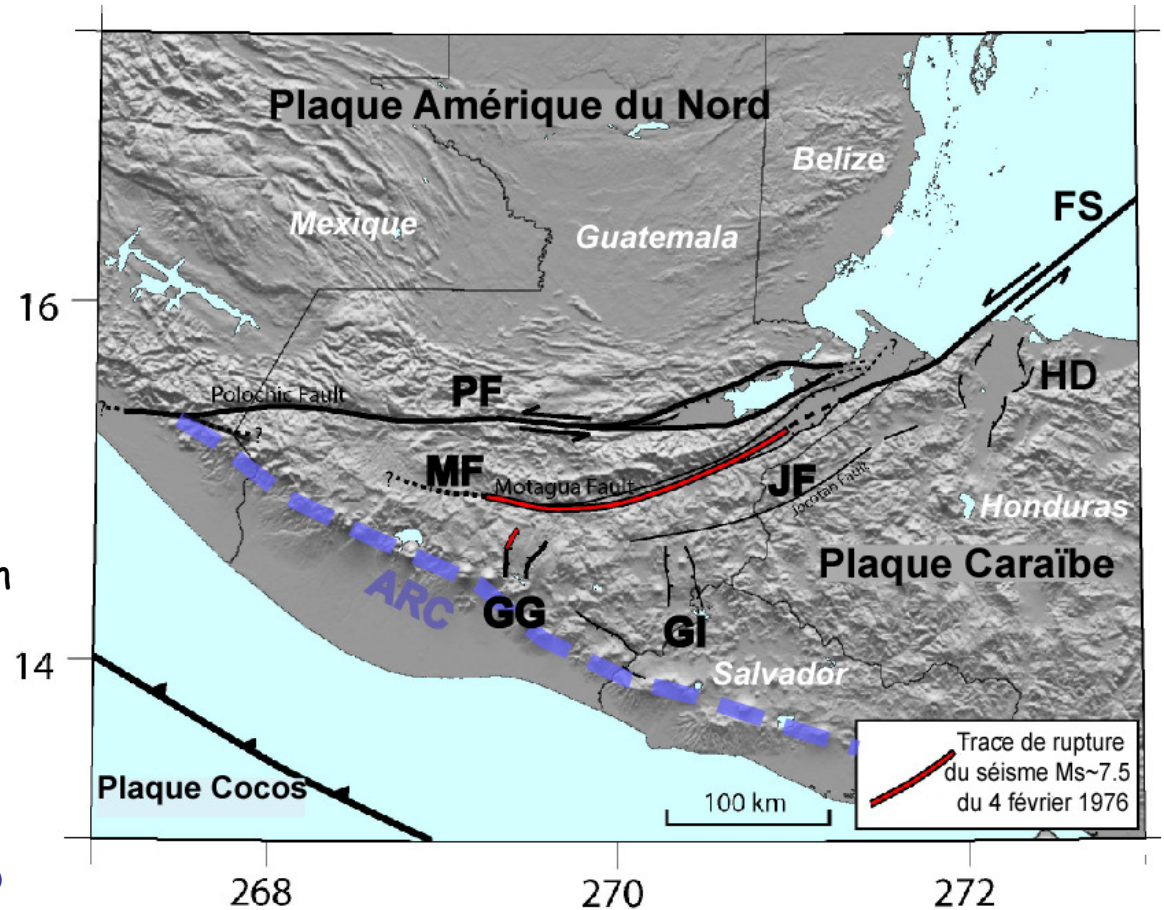 Plaque Amérique du Nord
Belize
Mexique
Guatemala
FS
16
Polochic Fault
PF
HD
?
?
MF
?
Motagua Fault
JF
Jocotan Fault
?
Honduras
Plaque Caraïbe
n
ARC
GG
GI
14
Salvador
Plaque Cocos
100 km
Trace de rupture
du séisme Ms~7.5
du 4 février 1976
268
270
272